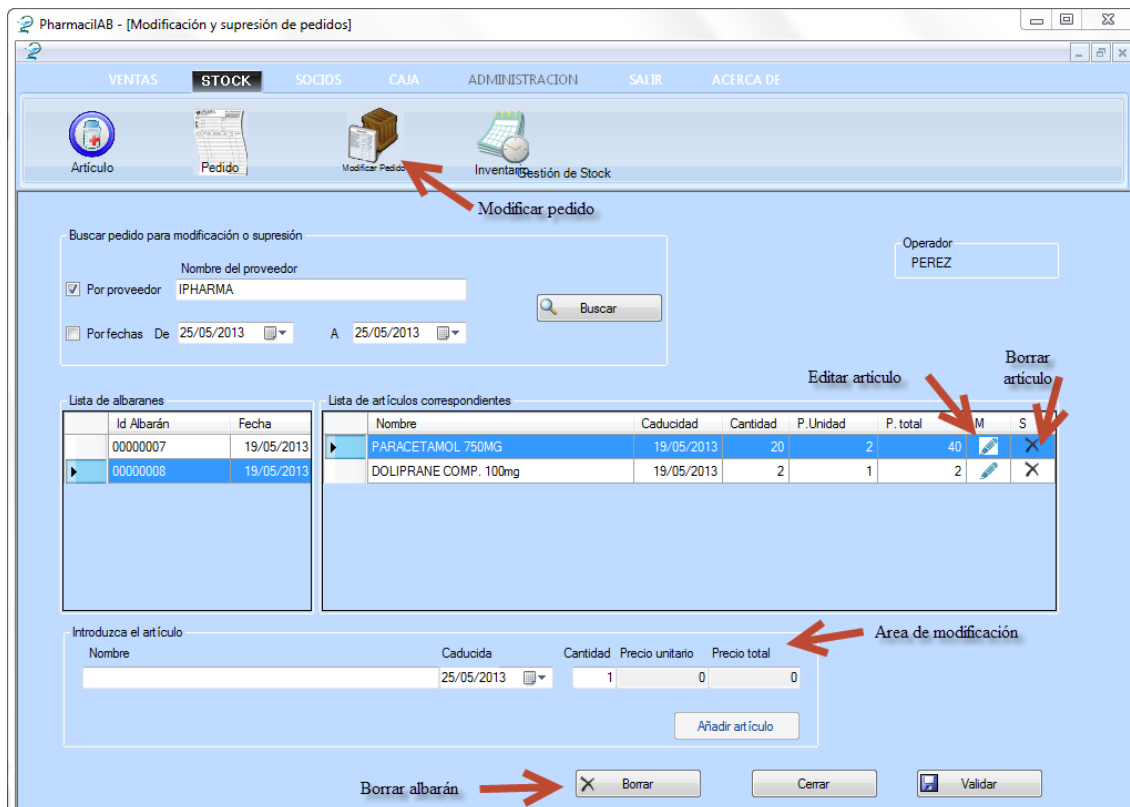 PharmacilAB - [Modificación y supresión de pedidos]
VENTAS STOCK SOCIOS CAJA ADMINISTRACION SALIR ACERCA DE
Artículo Pedido Modificar Pedido Inventario Gestión de Stock
Modificar pedido
Buscar pedido para modificación o supresión
Operador
PEREZ
Nombre del proveedor
Por proveedor IPHARMA
Buscar
Por fechas De 25/05/2013 A 25/05/2013
Borrar
artículo
Editar artículo
Lista de albaranes Lista de artículos correspondientes
Id Albarán Fecha Nombre Caducidad Cantidad P.Unidad P. total M S
00000007 19/05/2013 PARACETAMOL 750MG 19/05/2013 20 2 40
00000008 19/05/2013 DOLIPRANE COMP. 100mg 19/05/2013 2 1 2
Introduzca el artículo
Area de modificación
Nombre Caducida Cantidad Precio unitario Precio total
25/05/2013 1 0 0
Añadir artículo
Borrar albarán Borrar Cerrar Validar